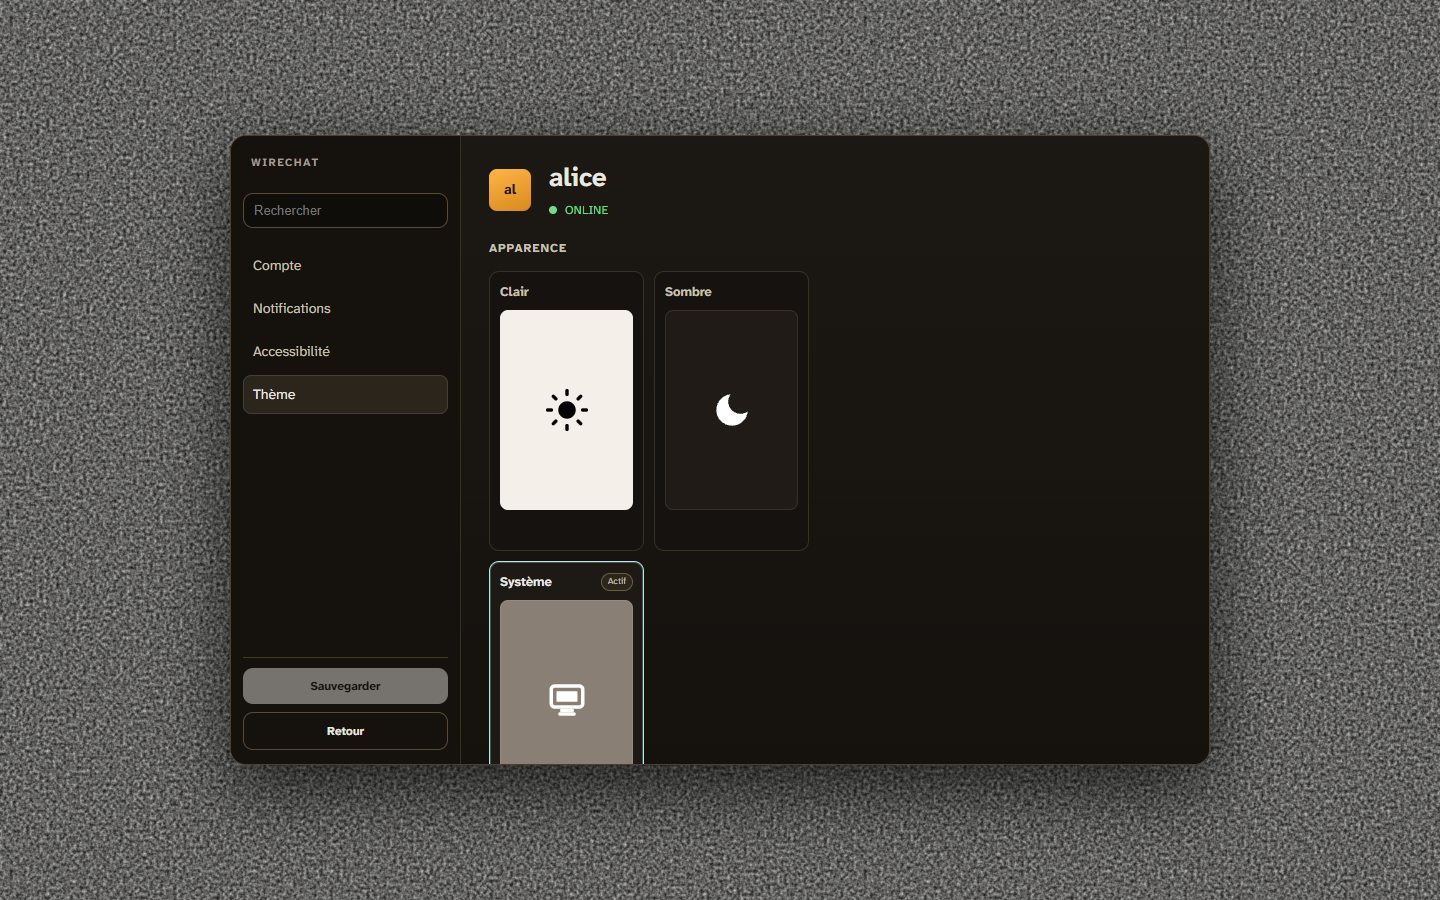 WIRECHAT
Rechercher
Compte
Notifications
Accessibilité
Thème
Sauvegarder
Retour
al
alice
ONLINE
APPARENCE
Clair
Sombre
Système
Actif